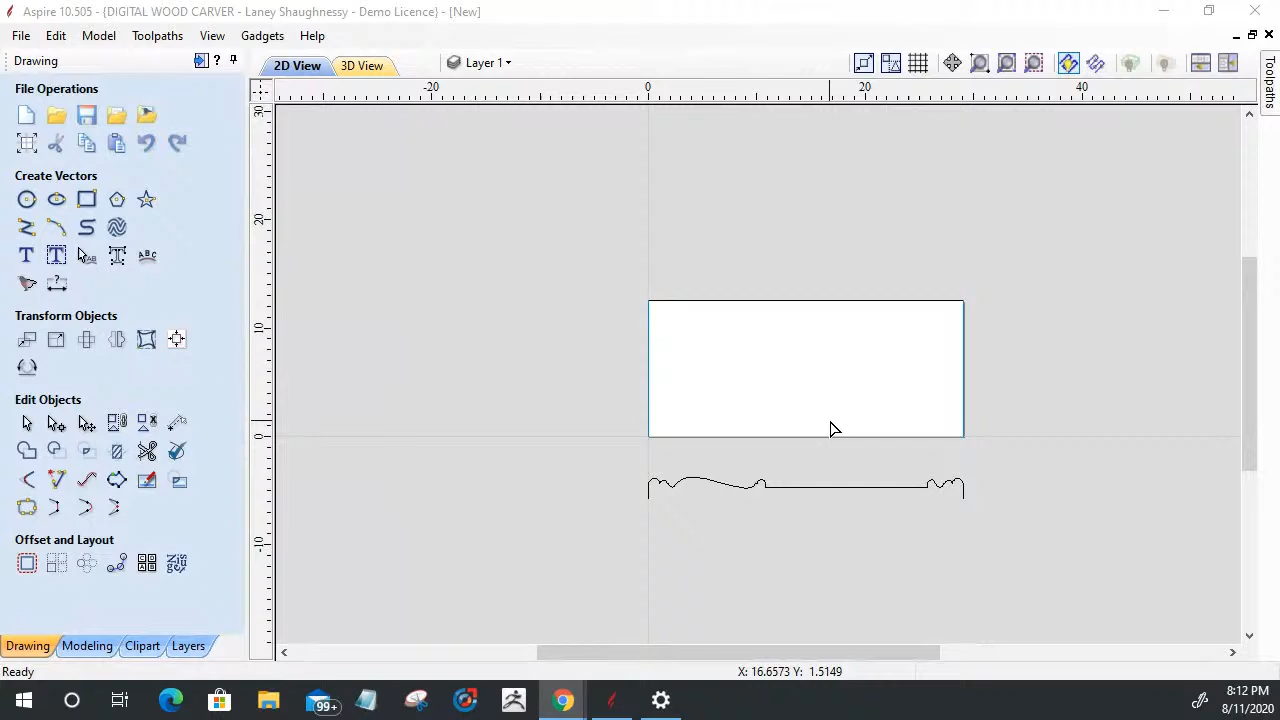 Aspire 10.505 - {DIGITAL WOOD CARVER - Laney Shaughnessy - Demo Licence} - [New]
File Edit Model Toolpaths View Gadgets Help
Drawing
2D View 3D View Layer 1
Toolpaths
File Operations
Create Vectors
Transform Objects
Edit Objects
Offset and Layout
-20 0 20 40
30
20
10
0
-10
Drawing Modeling Clipart Layers
Ready X: 16.6573 Y: 1.5149
99+
8:12 PM
8/11/2020